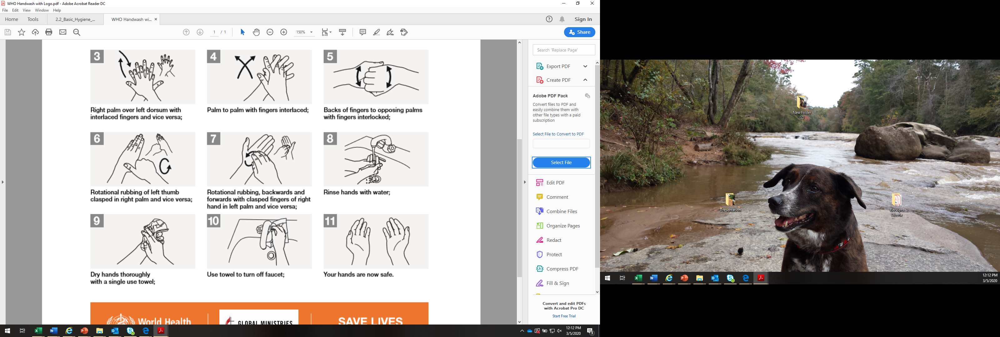 WHO Handwash with Logo.pdf - Adobe Acrobat Reader DC
File Edit View Window Help
Home Tools 2.2_Basic_Hygiene_... WHO Handwash wi... ×
Sign In
1 / 1
150%
Share
3
4
5
Right palm over left dorsum with
interlaced fingers and vice versa;
Palm to palm with fingers interlaced;
Backs of fingers to opposing palms
with fingers interlocked;
6
7
8
Rotational rubbing of left thumb
clasped in right palm and vice versa;
Rotational rubbing, backwards and
forwards with clasped fingers of right
hand in left palm and vice versa;
Rinse hands with water;
9
10
11
Dry hands thoroughly
with a single use towel;
Use towel to turn off faucet;
Your hands are now safe.
World Health
GLOBAL MINISTRIES
SAVE LIVES
Search 'Replace Page'
Export PDF
Create PDF
Adobe PDF Pack
Convert files to PDF and
easily combine them with
other file types with a paid
subscription
Select File to Convert to PDF
Select File
Edit PDF
Comment
Combine Files
Organize Pages
Redact
Protect
Compress PDF
Fill & Sign
Convert and edit PDFs
with Acrobat Pro DC
Start Free Trial
12:12 PM
3/5/2020
3
New folder
(2)
Presentation
Receipts
Liberia
12:12 PM
3/5/2020